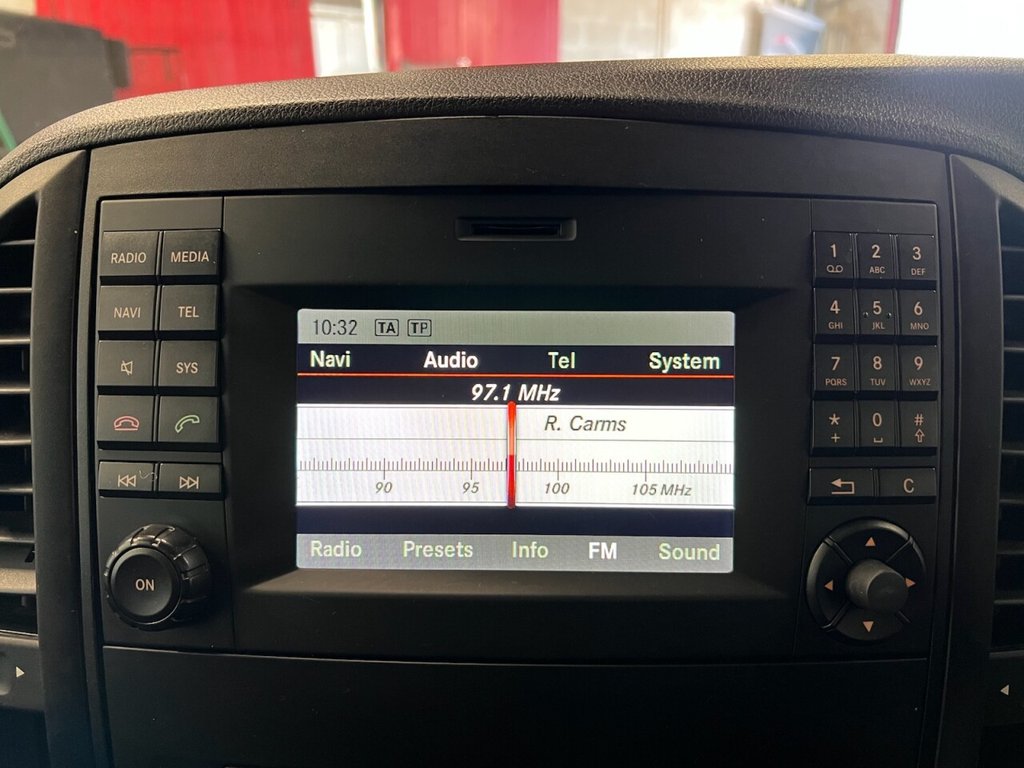 RADIO MEDIA
NAVI TEL
SYS
ON
10:32 TA TP
Navi Audio Tel System
97.1 MHz
R. Carms
90 95 100 105 MHz
Radio Presets Info FM Sound
1 2 3
ABC DEF
4 5 6
GHI JKL MNO
7 8 9
PQRS TUV WXYZ
* 0 #
+
C